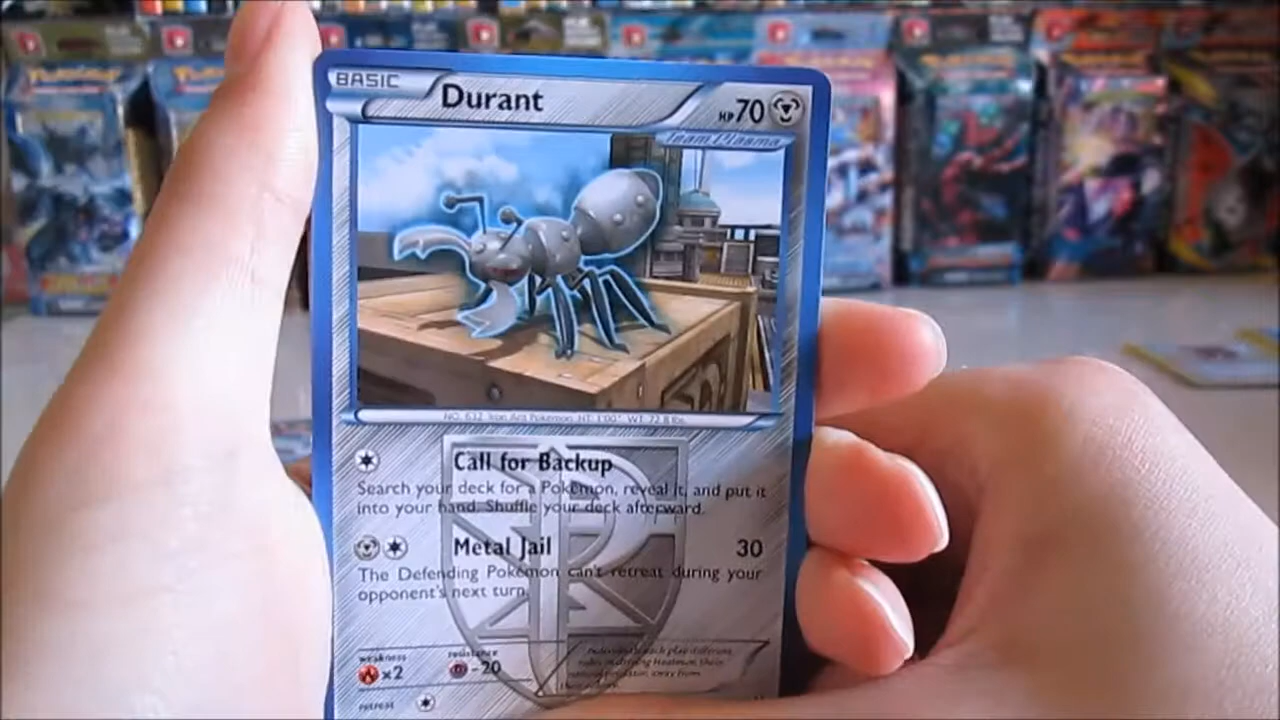 BASIC
Durant
HP70
Team Plasma
NO. 632 Iron Ant Pokémon HT: 1'00" WT: 72.8 lbs.
Call for Backup
Search your deck for a Pokémon, reveal it, and put it
into your hand. Shuffle your deck afterward.
Metal Jail 30
The Defending Pokémon can't retreat during your
opponent's next turn.
weakness resistance
×2 -20
retreat